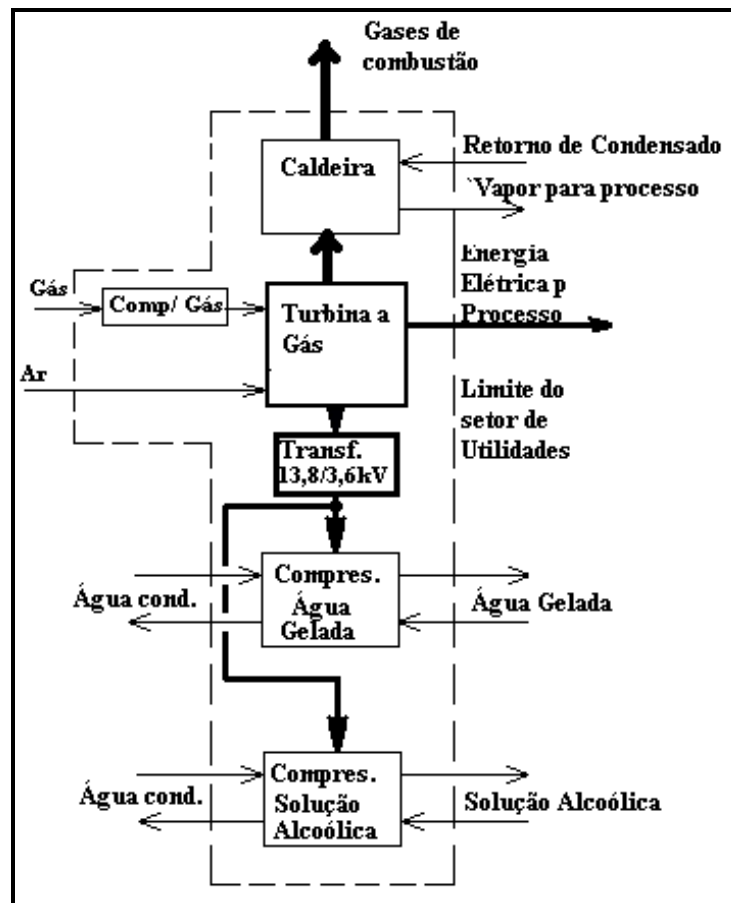 Gases de
combustão
Caldeira
Retorno de Condensado
`Vapor para processo
Energia
Elétrica p
Processo
Gás
Comp/ Gás
Turbina a
Gás
Ar
Limite do
setor de
Utilidades
Transf.
13,8/3,6kV
Compres.
Água
Gelada
Água cond.
Água Gelada
Compres.
Solução
Alcoólica
Água cond.
Solução Alcoólica